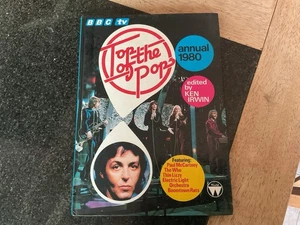 BBC tv
Top of the Pops
annual
1980
edited
by
KEN
IRWIN
Featuring:
Paul McCartney
The Who
Thin Lizzy
Electric Light
Orchestra
Boomtown Rats